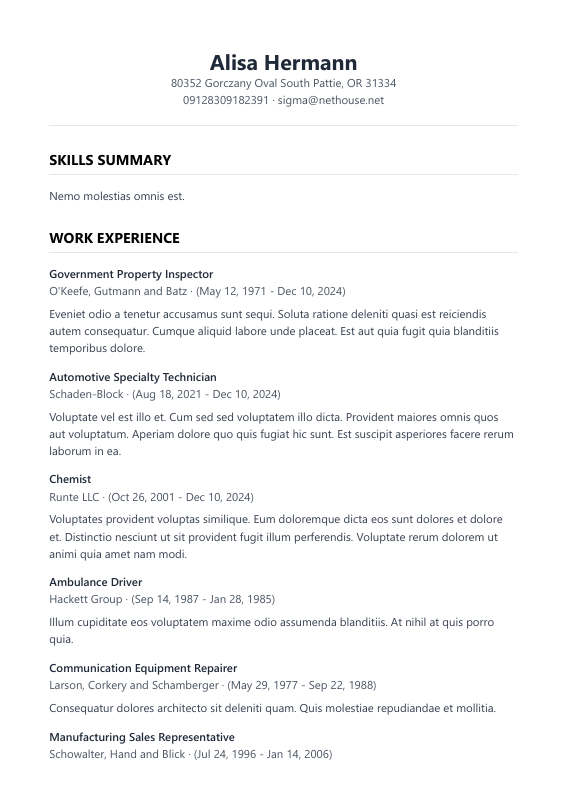 Alisa Hermann
80352 Gorczany Oval South Pattie, OR 31334
09128309182391 · sigma@nethouse.net
SKILLS SUMMARY
Nemo molestias omnis est.
WORK EXPERIENCE
Government Property Inspector
O'Keefe, Gutmann and Batz · (May 12, 1971 - Dec 10, 2024)
Eveniet odio a tenetur accusamus sunt sequi. Soluta ratione deleniti quasi est reiciendis
autem consequatur. Cumque aliquid labore unde placeat. Est aut quia fugit quia blanditiis
temporibus dolore.
Automotive Specialty Technician
Schaden-Block · (Aug 18, 2021 - Dec 10, 2024)
Voluptate vel est illo et. Cum sed sed voluptatem illo dicta. Provident maiores omnis quos
aut voluptatum. Aperiam dolore quo quis fugiat hic sunt. Est suscipit asperiores facere rerum
laborum in ea.
Chemist
Runte LLC · (Oct 26, 2001 - Dec 10, 2024)
Voluptates provident voluptas similique. Eum doloremque dicta eos sunt dolores et dolore
et. Distinctio nesciunt ut sit provident fugit illum perferendis. Voluptate rerum dolorem ut
animi quia amet nam modi.
Ambulance Driver
Hackett Group · (Sep 14, 1987 - Jan 28, 1985)
Illum cupiditate eos voluptatem maxime odio assumenda blanditiis. At nihil at quis porro
quia.
Communication Equipment Repairer
Larson, Corkery and Schamberger · (May 29, 1977 - Sep 22, 1988)
Consequatur dolores architecto sit deleniti quam. Quis molestiae repudiandae et mollitia.
Manufacturing Sales Representative
Showalter, Hand and Blick · (Jul 24, 1996 - Jan 14, 2006)